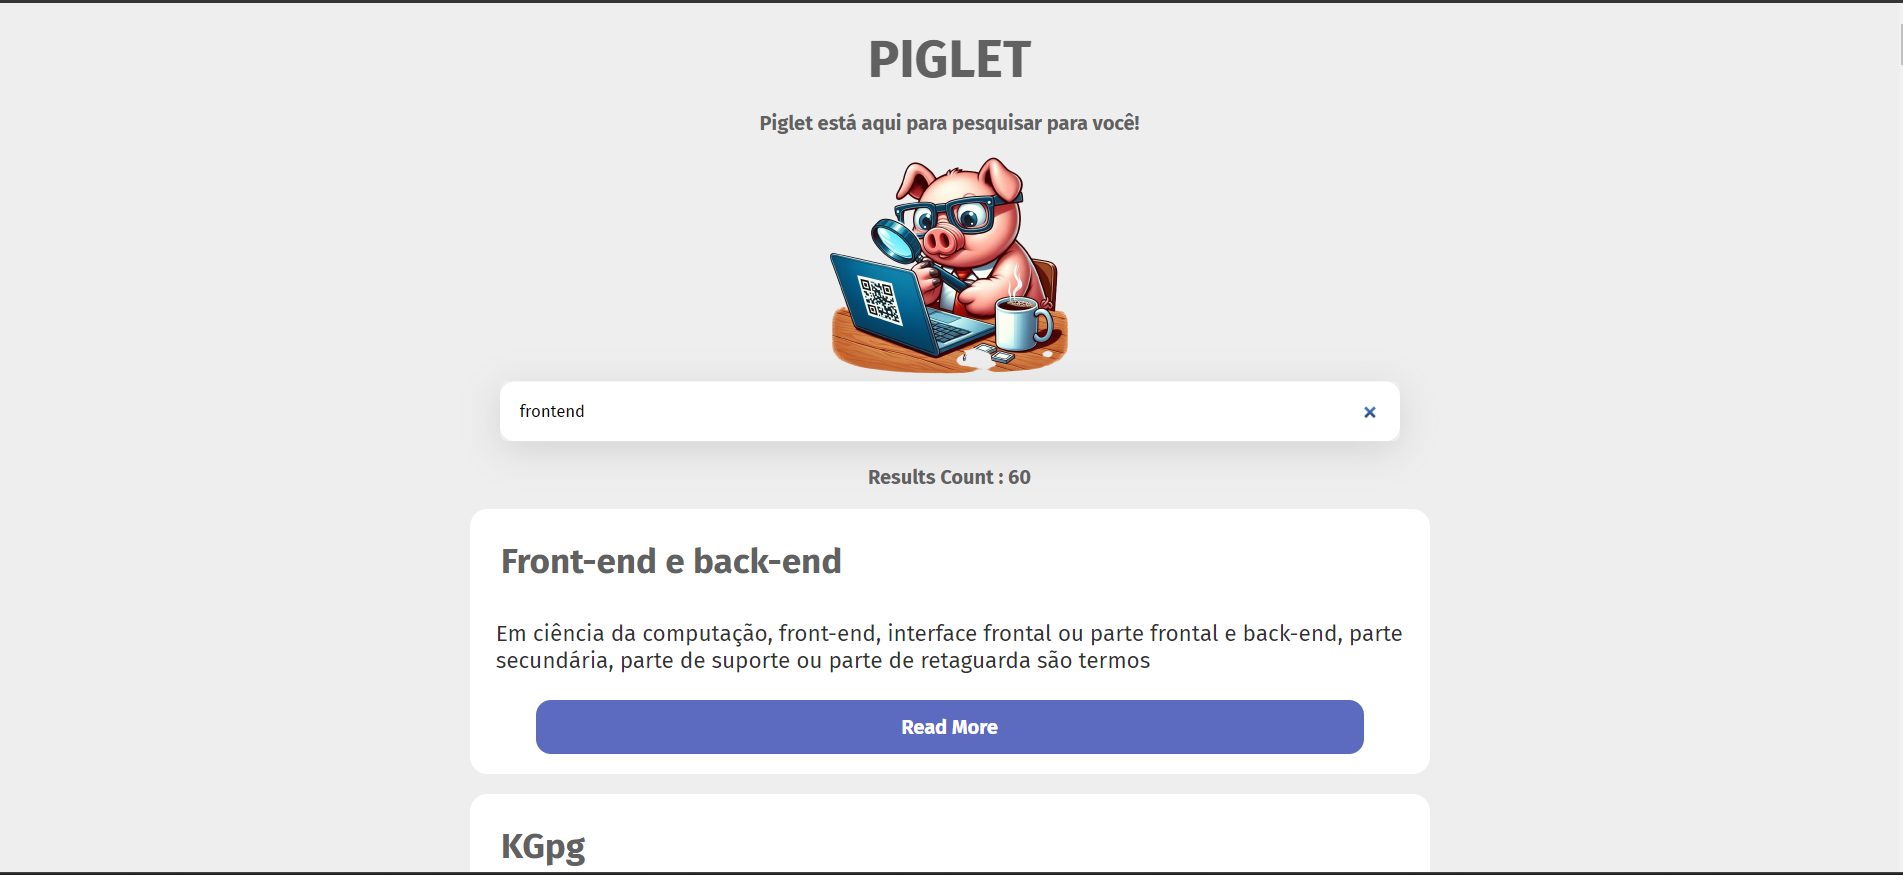 PIGLET
Piglet está aqui para pesquisar para você!
frontend
Results Count : 60
Front-end e back-end
Em ciência da computação, front-end, interface frontal ou parte frontal e back-end, parte
secundária, parte de suporte ou parte de retaguarda são termos
Read More
KGpg